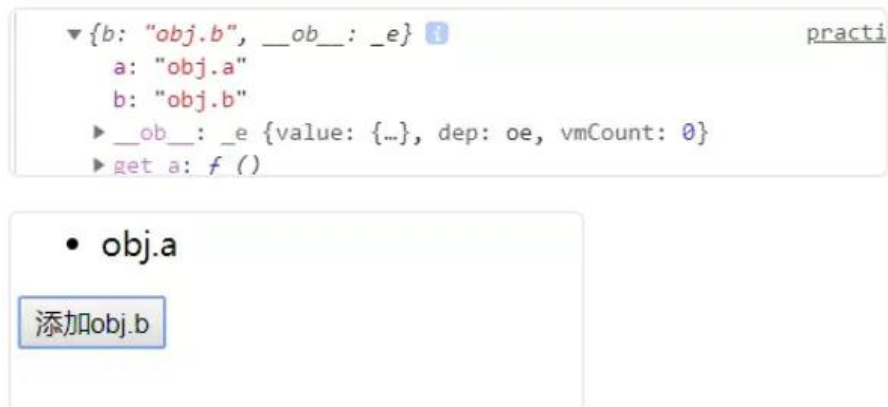 ▼{b: "obj.b", __ob__: _e} i
practi
a: "obj.a"
b: "obj.b"
▶ __ob__: _e {value: {…}, dep: oe, vmCount: 0}
▶ get a: ƒ ()
• obj.a
添加obj.b